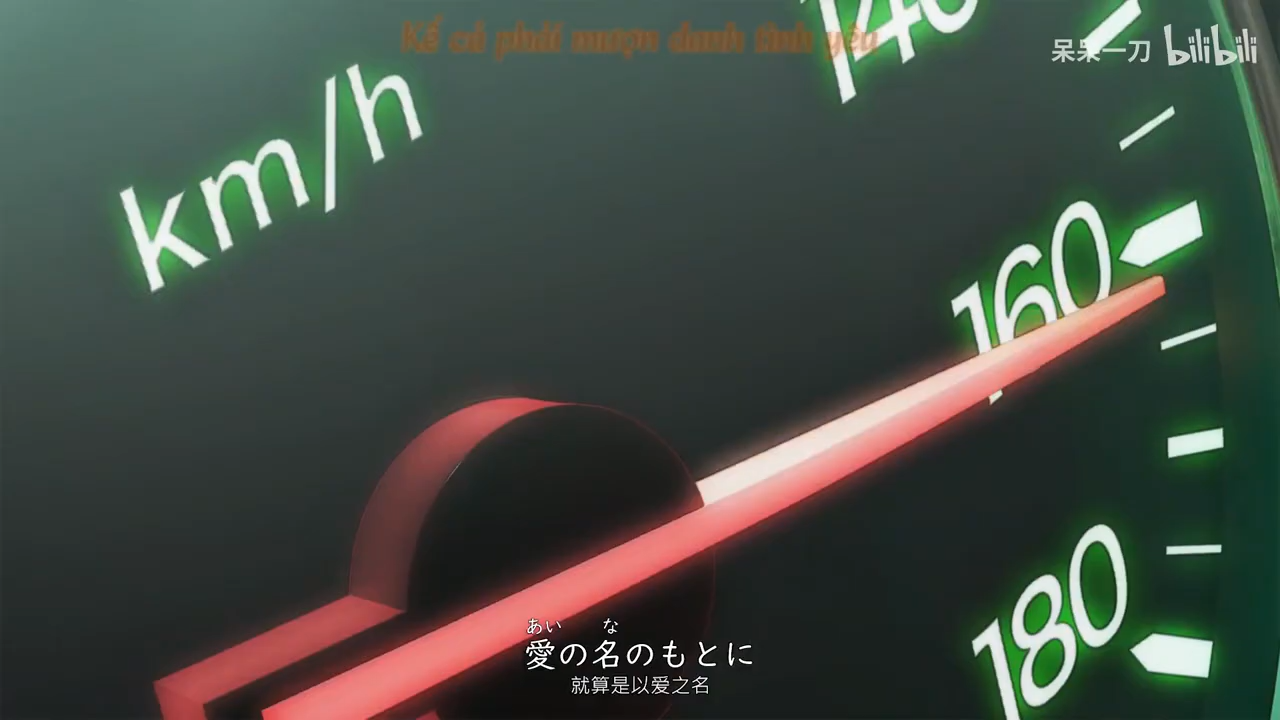 Kể cả phải mượn danh tình yêu
呆呆一刀 bilibili
140
km/h
160
180
あい な
愛の名のもとに
就算是以爱之名